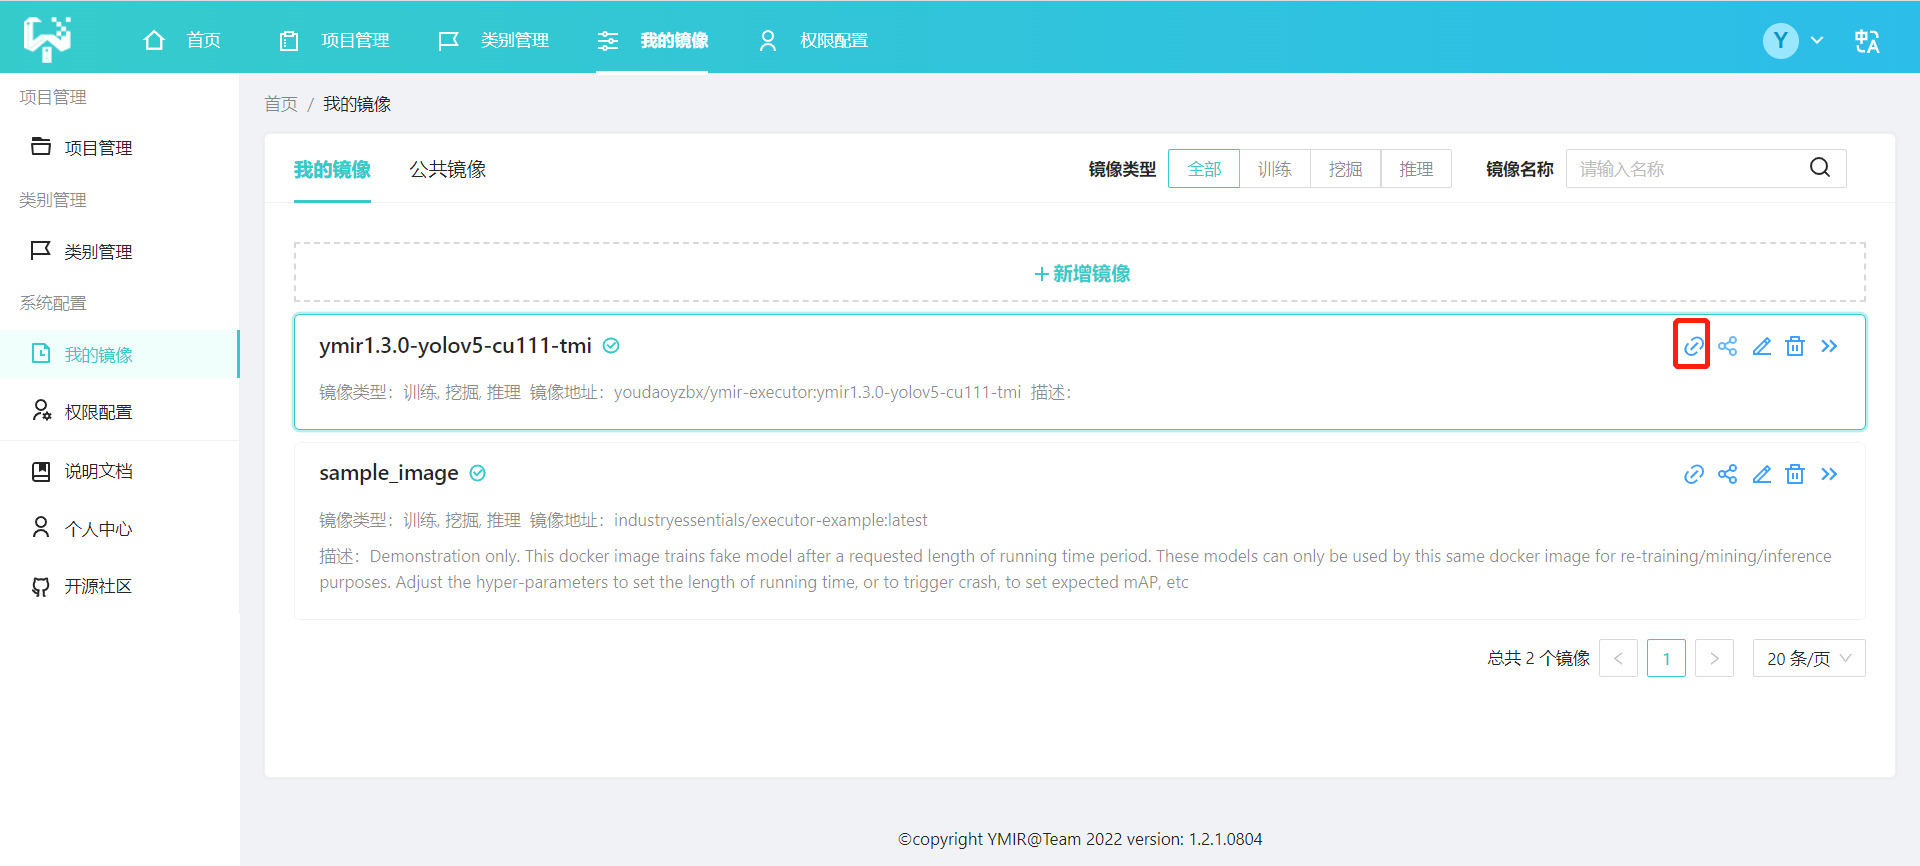 首页 项目管理 类别管理 我的镜像 权限配置 Y 中A
项目管理
项目管理
类别管理
类别管理
系统配置
我的镜像
权限配置
说明文档
个人中心
开源社区
首页 / 我的镜像
我的镜像 公共镜像 镜像类型 全部 训练 挖掘 推理 镜像名称 请输入名称
+ 新增镜像
ymir1.3.0-yolov5-cu111-tmi
镜像类型：训练, 挖掘, 推理 镜像地址：youdaoyzbx/ymir-executor:ymir1.3.0-yolov5-cu111-tmi 描述：
sample_image
镜像类型：训练, 挖掘, 推理 镜像地址：industryessentials/executor-example:latest
描述：Demonstration only. This docker image trains fake model after a requested length of running time period. These models can only be used by this same docker image for re-training/mining/inference
purposes. Adjust the hyper-parameters to set the length of running time, or to trigger crash, to set expected mAP, etc
总共 2 个镜像 < 1 > 20 条/页
©copyright YMIR@Team 2022 version: 1.2.1.0804